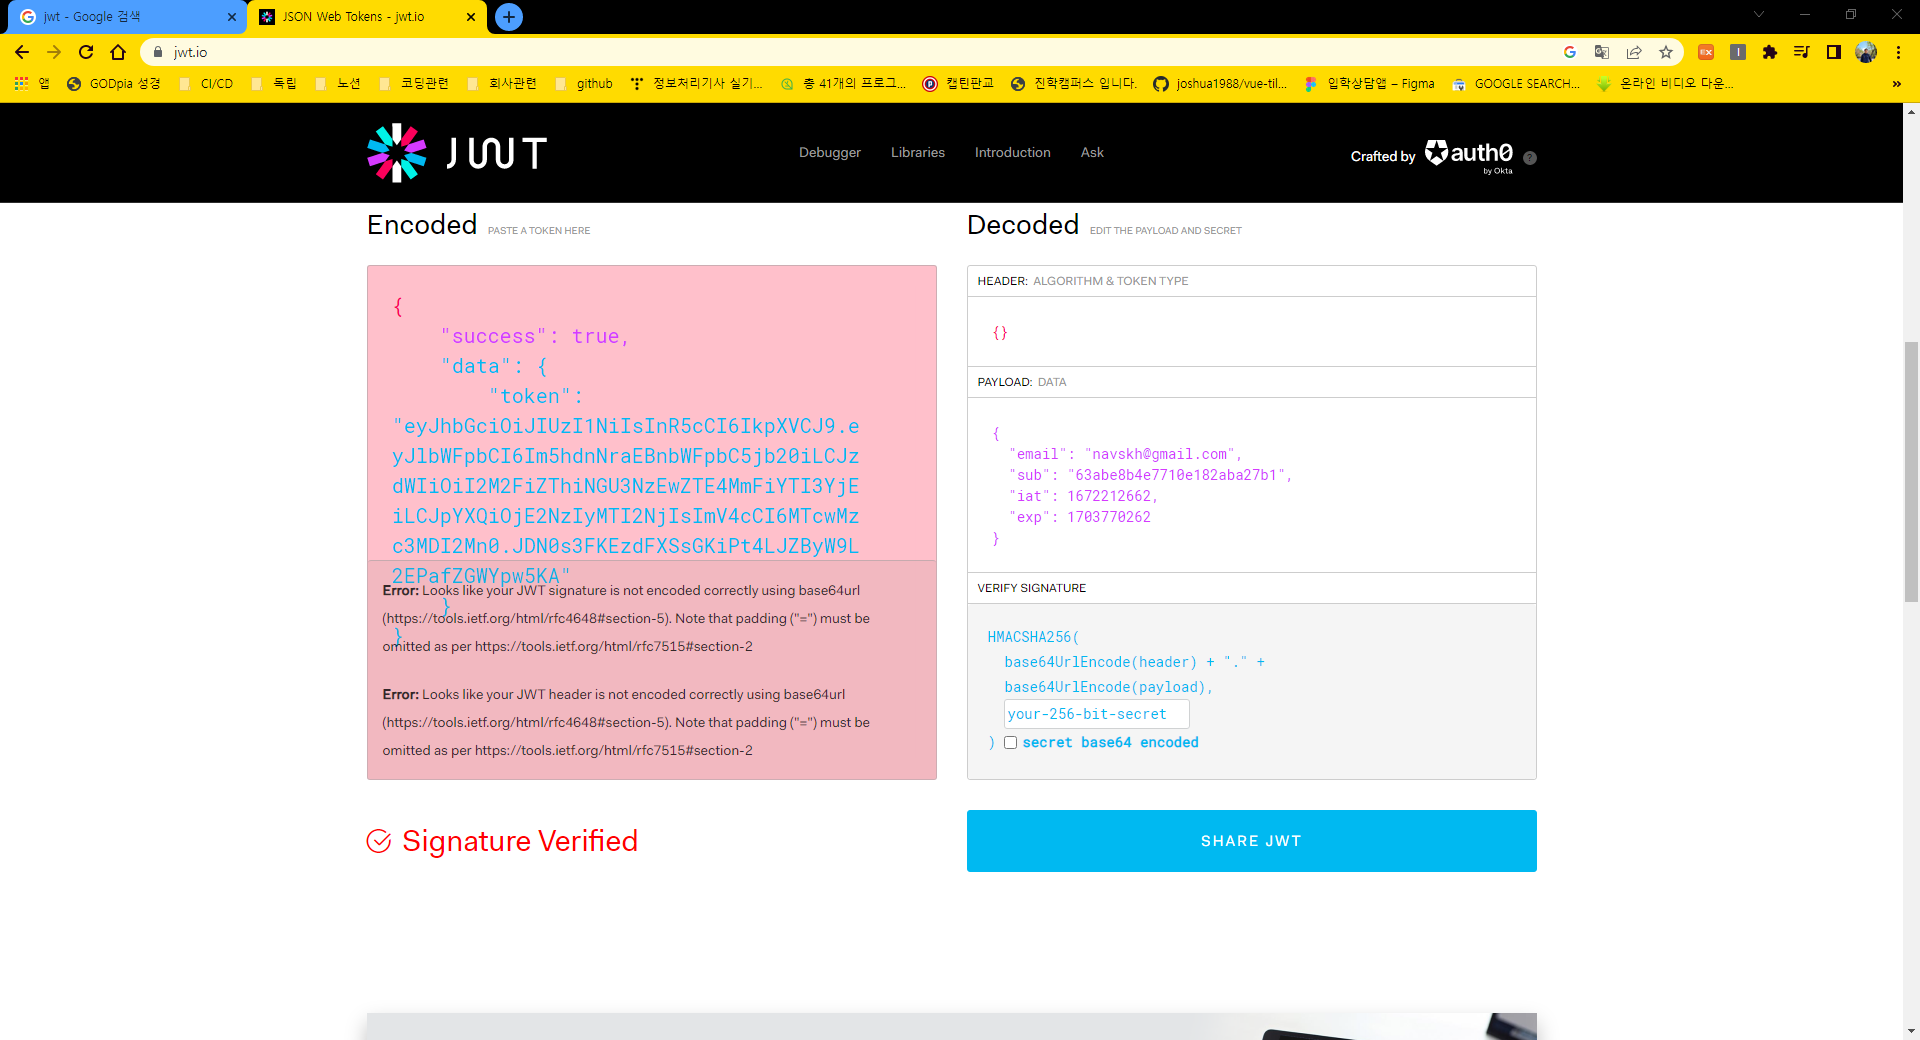 jwt - Google 검색
JSON Web Tokens - jwt.io
jwt.io
앱
GODpia 성경
CI/CD
독립
노션
코딩관련
회사관련
github
정보처리기사 실기...
총 41개의 프로그...
캡틴판교
진학캠퍼스 입니다.
joshua1988/vue-til...
입학상담앱 – Figma
GOOGLE SEARCH...
온라인 비디오 다운...
»
JWT
Debugger
Libraries
Introduction
Ask
Crafted by
auth0
by Okta
?
Encoded PASTE A TOKEN HERE
{
"success": true,
"data": {
"token":
"eyJhbGciOiJIUzI1NiIsInR5cCI6IkpXVCJ9.e
yJlbWFpbCI6Im5hdnNraEBnbWFpbC5jb20iLCJz
dWIiOiI2M2FiZThiNGU3NzEwZTE4MmFiYTI3YjE
iLCJpYXQiOjE2NzIyMTI2NjIsImV4cCI6MTcwMz
c3MDI2Mn0.JDN0s3FKEzdFXSsGKiPt4LJZByW9L
2EPafZGWYpw5KA"
}
}
Error: Looks like your JWT signature is not encoded correctly using base64url
(https://tools.ietf.org/html/rfc4648#section-5). Note that padding ("=") must be
omitted as per https://tools.ietf.org/html/rfc7515#section-2
Error: Looks like your JWT header is not encoded correctly using base64url
(https://tools.ietf.org/html/rfc4648#section-5). Note that padding ("=") must be
omitted as per https://tools.ietf.org/html/rfc7515#section-2
Signature Verified
Decoded EDIT THE PAYLOAD AND SECRET
HEADER: ALGORITHM & TOKEN TYPE
{}
PAYLOAD: DATA
{
"email": "navskh@gmail.com",
"sub": "63abe8b4e7710e182aba27b1",
"iat": 1672212662,
"exp": 1703770262
}
VERIFY SIGNATURE
HMACSHA256(
base64UrlEncode(header) + "." +
base64UrlEncode(payload),
your-256-bit-secret
) secret base64 encoded
SHARE JWT